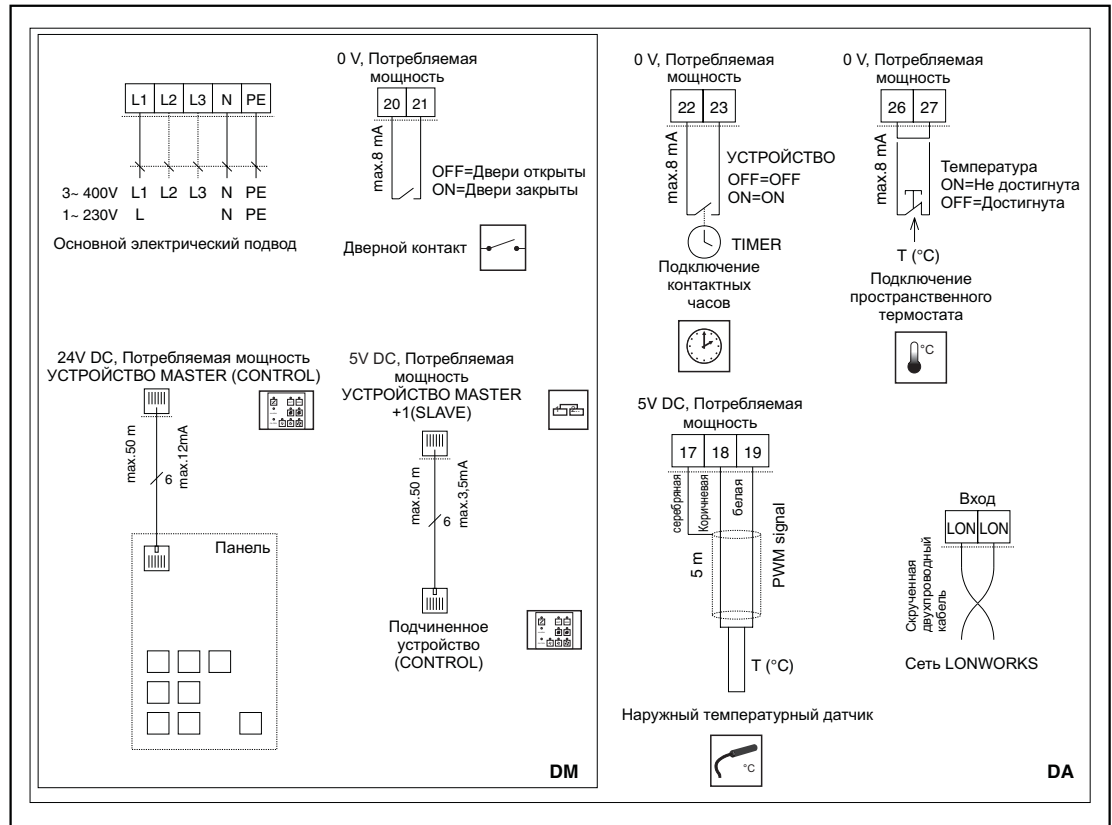 L1 L2 L3 N PE
3~ 400V L1 L2 L3 N PE
1~ 230V L N PE
Основной электрический подвод
0 V, Потребляемая
мощность
20 21
max.8 mA
OFF=Двери открыты
ON=Двери закрыты
Дверной контакт
24V DC, Потребляемая мощность
УСТРОЙСТВО MASTER (CONTROL)
max.50 m
6
max.12mA
Панель
5V DC, Потребляемая
мощность
УСТРОЙСТВО MASTER
+1(SLAVE)
max.50 m
6
max.3,5mA
Подчиненное
устройство
(CONTROL)
DM
0 V, Потребляемая
мощность
22 23
max.8 mA
УСТРОЙСТВО
OFF=OFF
ON=ON
TIMER
Подключение
контактных
часов
0 V, Потребляемая
мощность
26 27
max.8 mA
Температура
ON=Не достигнута
OFF=Достигнута
T (°C)
Подключение
пространственного
термостата
°C
5V DC, Потребляемая
мощность
17 18 19
серебряная
Коричневая
белая
5 m
PWM signal
T (°C)
Наружный температурный датчик
°C
Вход
LON LON
Скрученная
двухпроводный
кабель
Сеть LONWORKS
DA